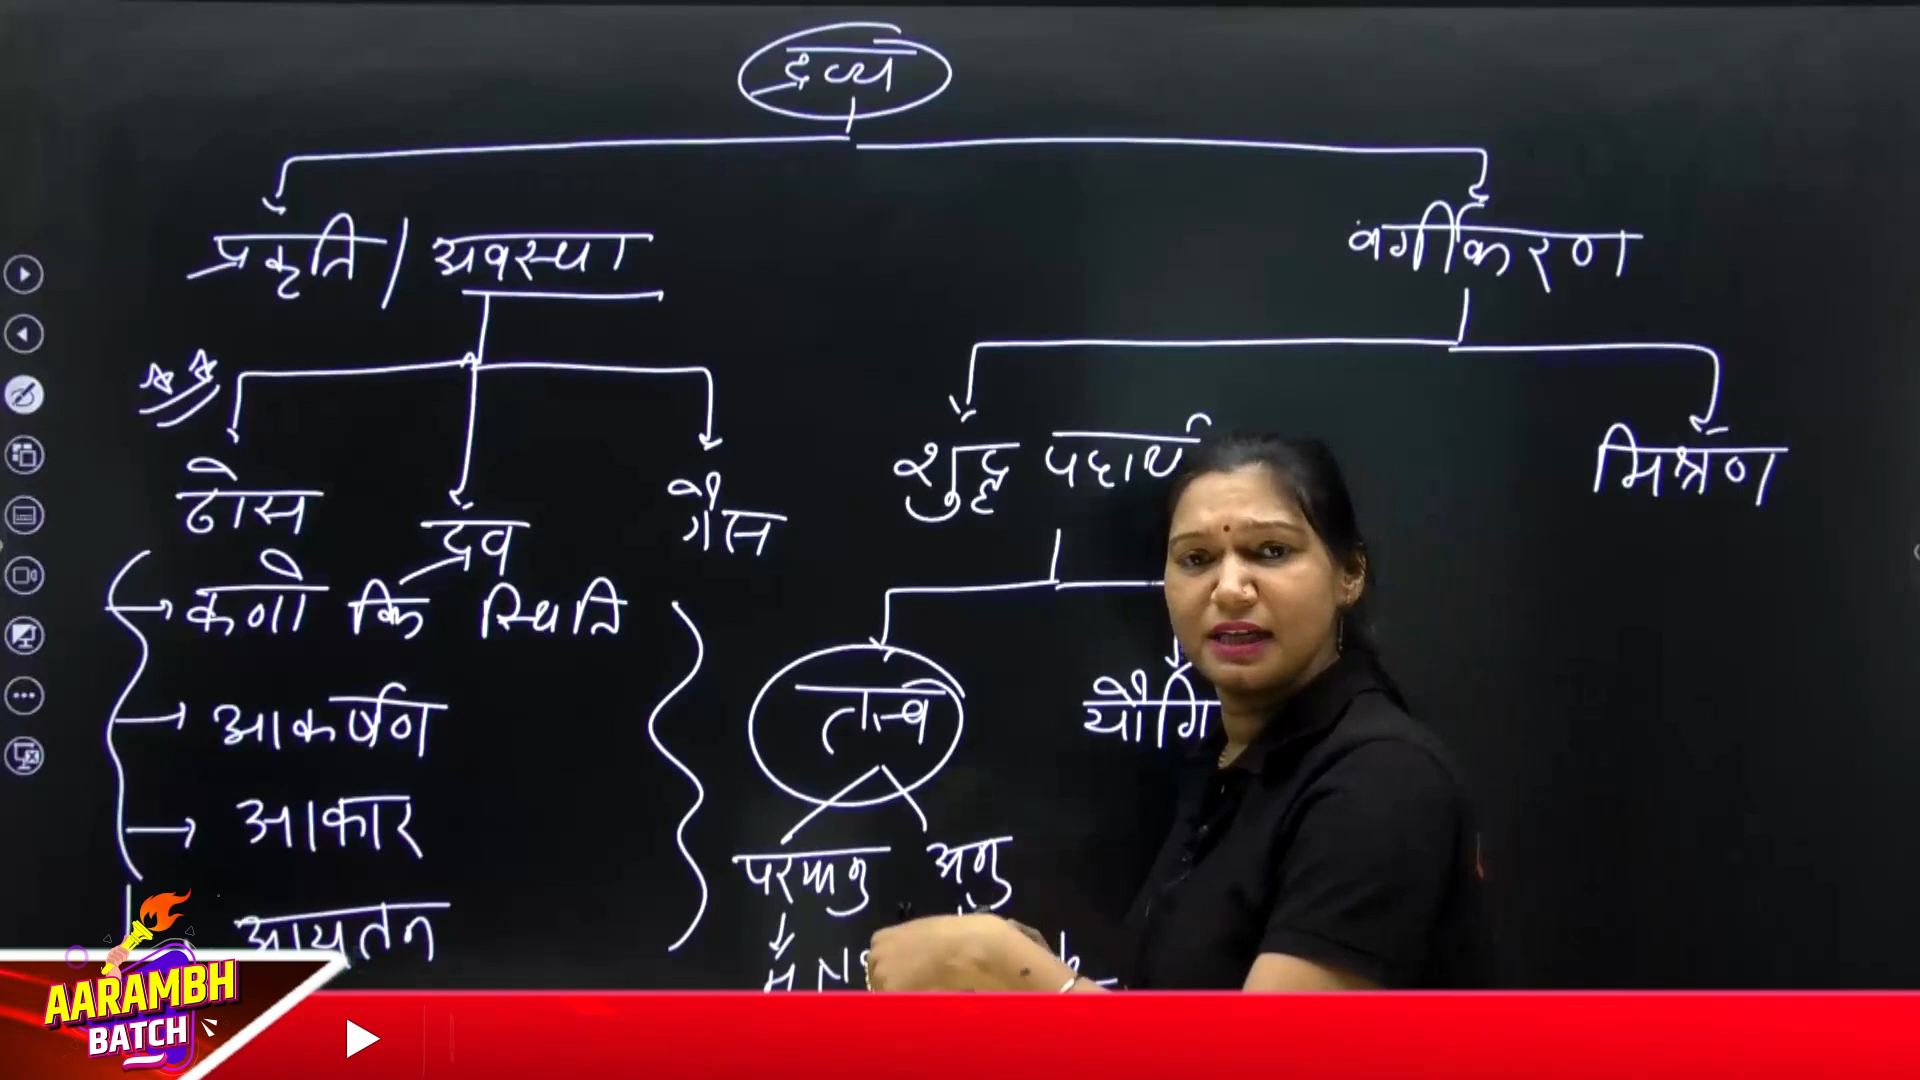 द्रव्य
प्रकृति / अवस्था
वर्गीकरण
ठोस
द्रव
गैस
शुद्ध पदार्थ
मिश्रण
कणो कि स्थिति
आकर्षण
आकार
आयतन
तत्व
यौगि
परमाणु
अणु
AARAMBH
BATCH